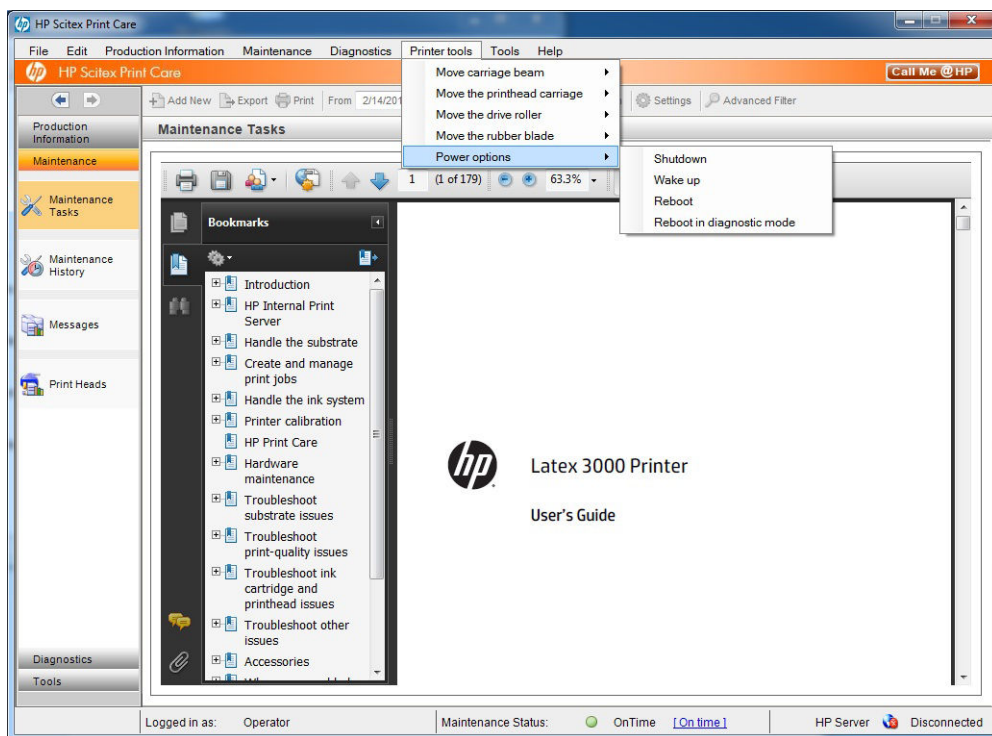 HP Scitex Print Care
File Edit Production Information Maintenance Diagnostics Printer tools Tools Help
hp HP Scitex Print Care
Call Me @ HP
Add New Export Print From 2/14/201 Settings Advanced Filter
Move carriage beam
Move the printhead carriage
Move the drive roller
Move the rubber blade
Power options
Shutdown
Wake up
Reboot
Reboot in diagnostic mode
Production Information
Maintenance
Maintenance Tasks
Maintenance History
Messages
Print Heads
Diagnostics
Tools
Maintenance Tasks
1 (1 of 179) 63.3%
Bookmarks
Introduction
HP Internal Print
Server
Handle the substrate
Create and manage
print jobs
Handle the ink system
Printer calibration
HP Print Care
Hardware
maintenance
Troubleshoot
substrate issues
Troubleshoot
print-quality issues
Troubleshoot ink
cartridge and
printhead issues
Troubleshoot other
issues
Accessories
hp
Latex 3000 Printer
User's Guide
Logged in as: Operator Maintenance Status: OnTime [ On time ] HP Server Disconnected